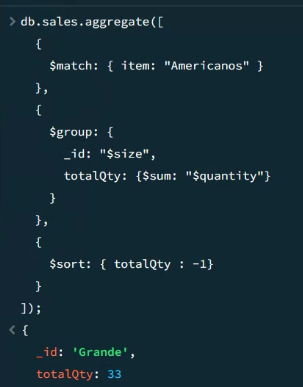 > db.sales.aggregate([
{
$match: { item: "Americanos" }
},
{
$group: {
_id: "$size",
totalQty: {$sum: "$quantity"}
}
},
{
$sort: { totalQty : -1}
}
]);
< {
_id: 'Grande',
totalQty: 33